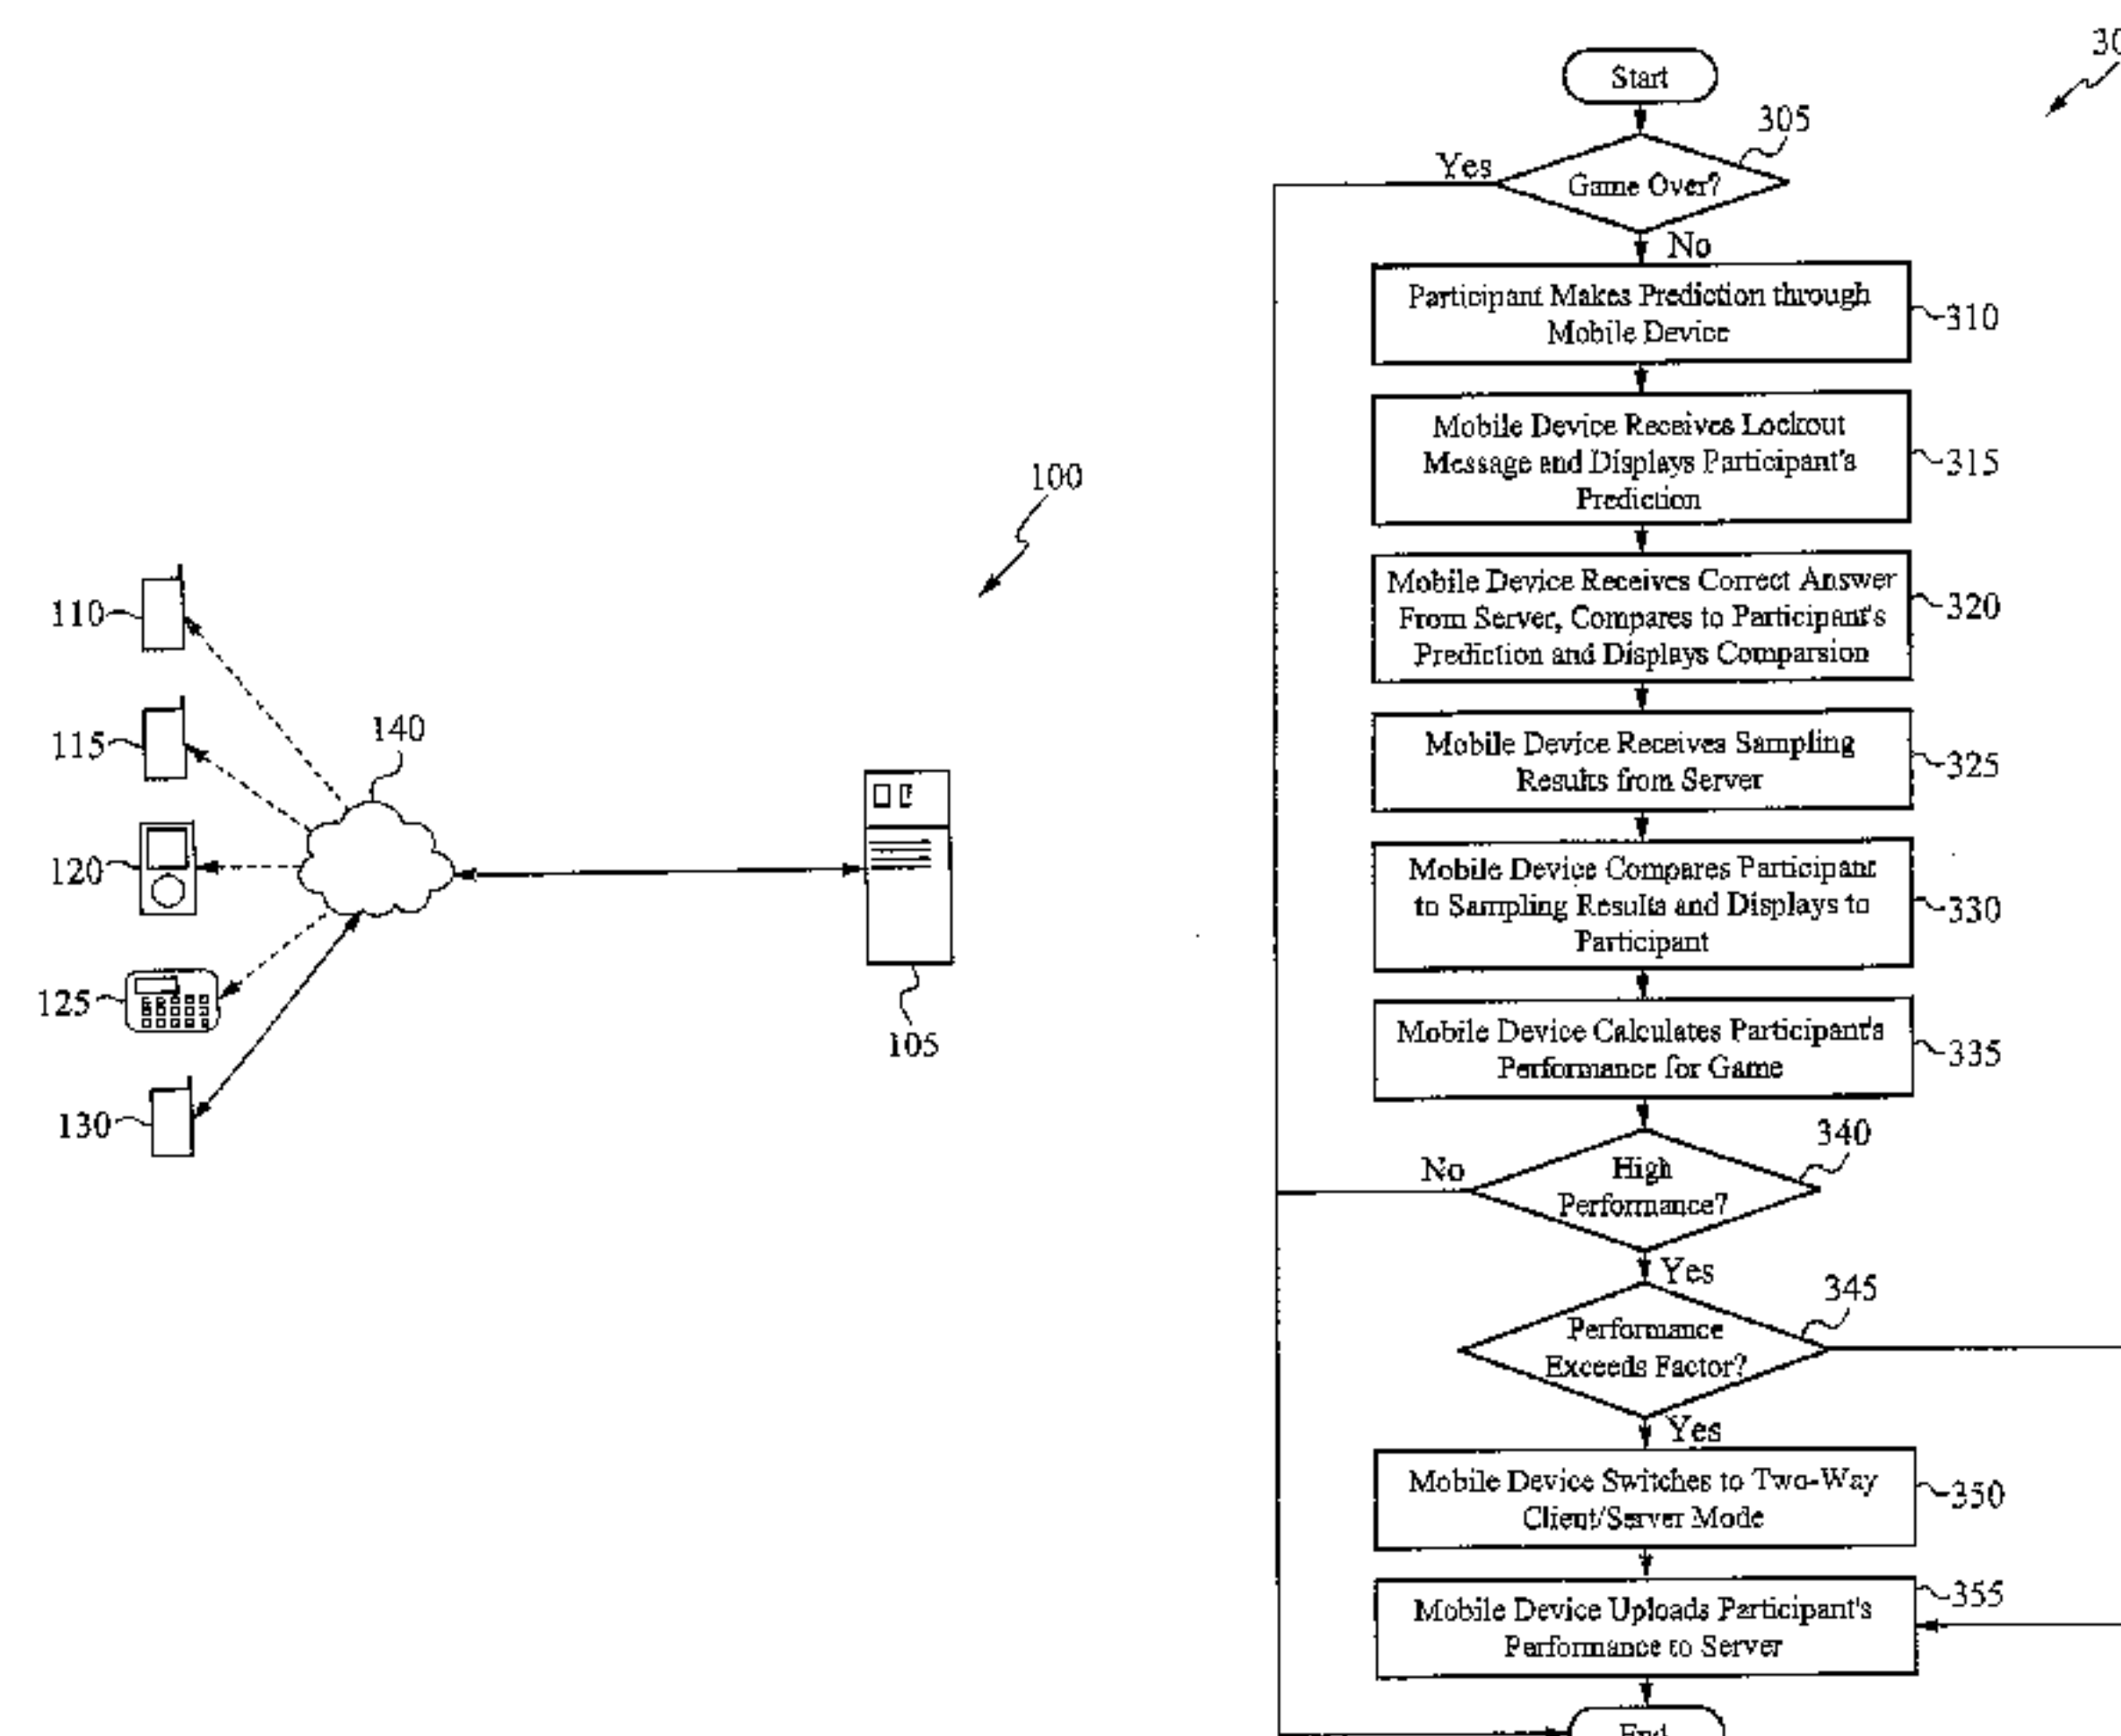 100
110
115
140
120
125
105
130
Start
305
Yes
Game Over?
No
Participant Makes Prediction through
Mobile Device
310
Mobile Device Receives Lockout
Message and Displays Participant's
Prediction
315
Mobile Device Receives Correct Answer
From Server, Compares to Participant's
Prediction and Displays Comparsion
320
Mobile Device Receives Sampling
Results from Server
325
Mobile Device Compares Participant
to Sampling Results and Displays to
Participant
330
Mobile Device Calculates Participant's
Performance for Game
335
340
No
High
Performance?
Yes
345
Performance
Exceeds Factor?
Yes
Mobile Device Switches to Two-Way
Client/Server Mode
350
Mobile Device Uploads Participant's
Performance to Server
355
End